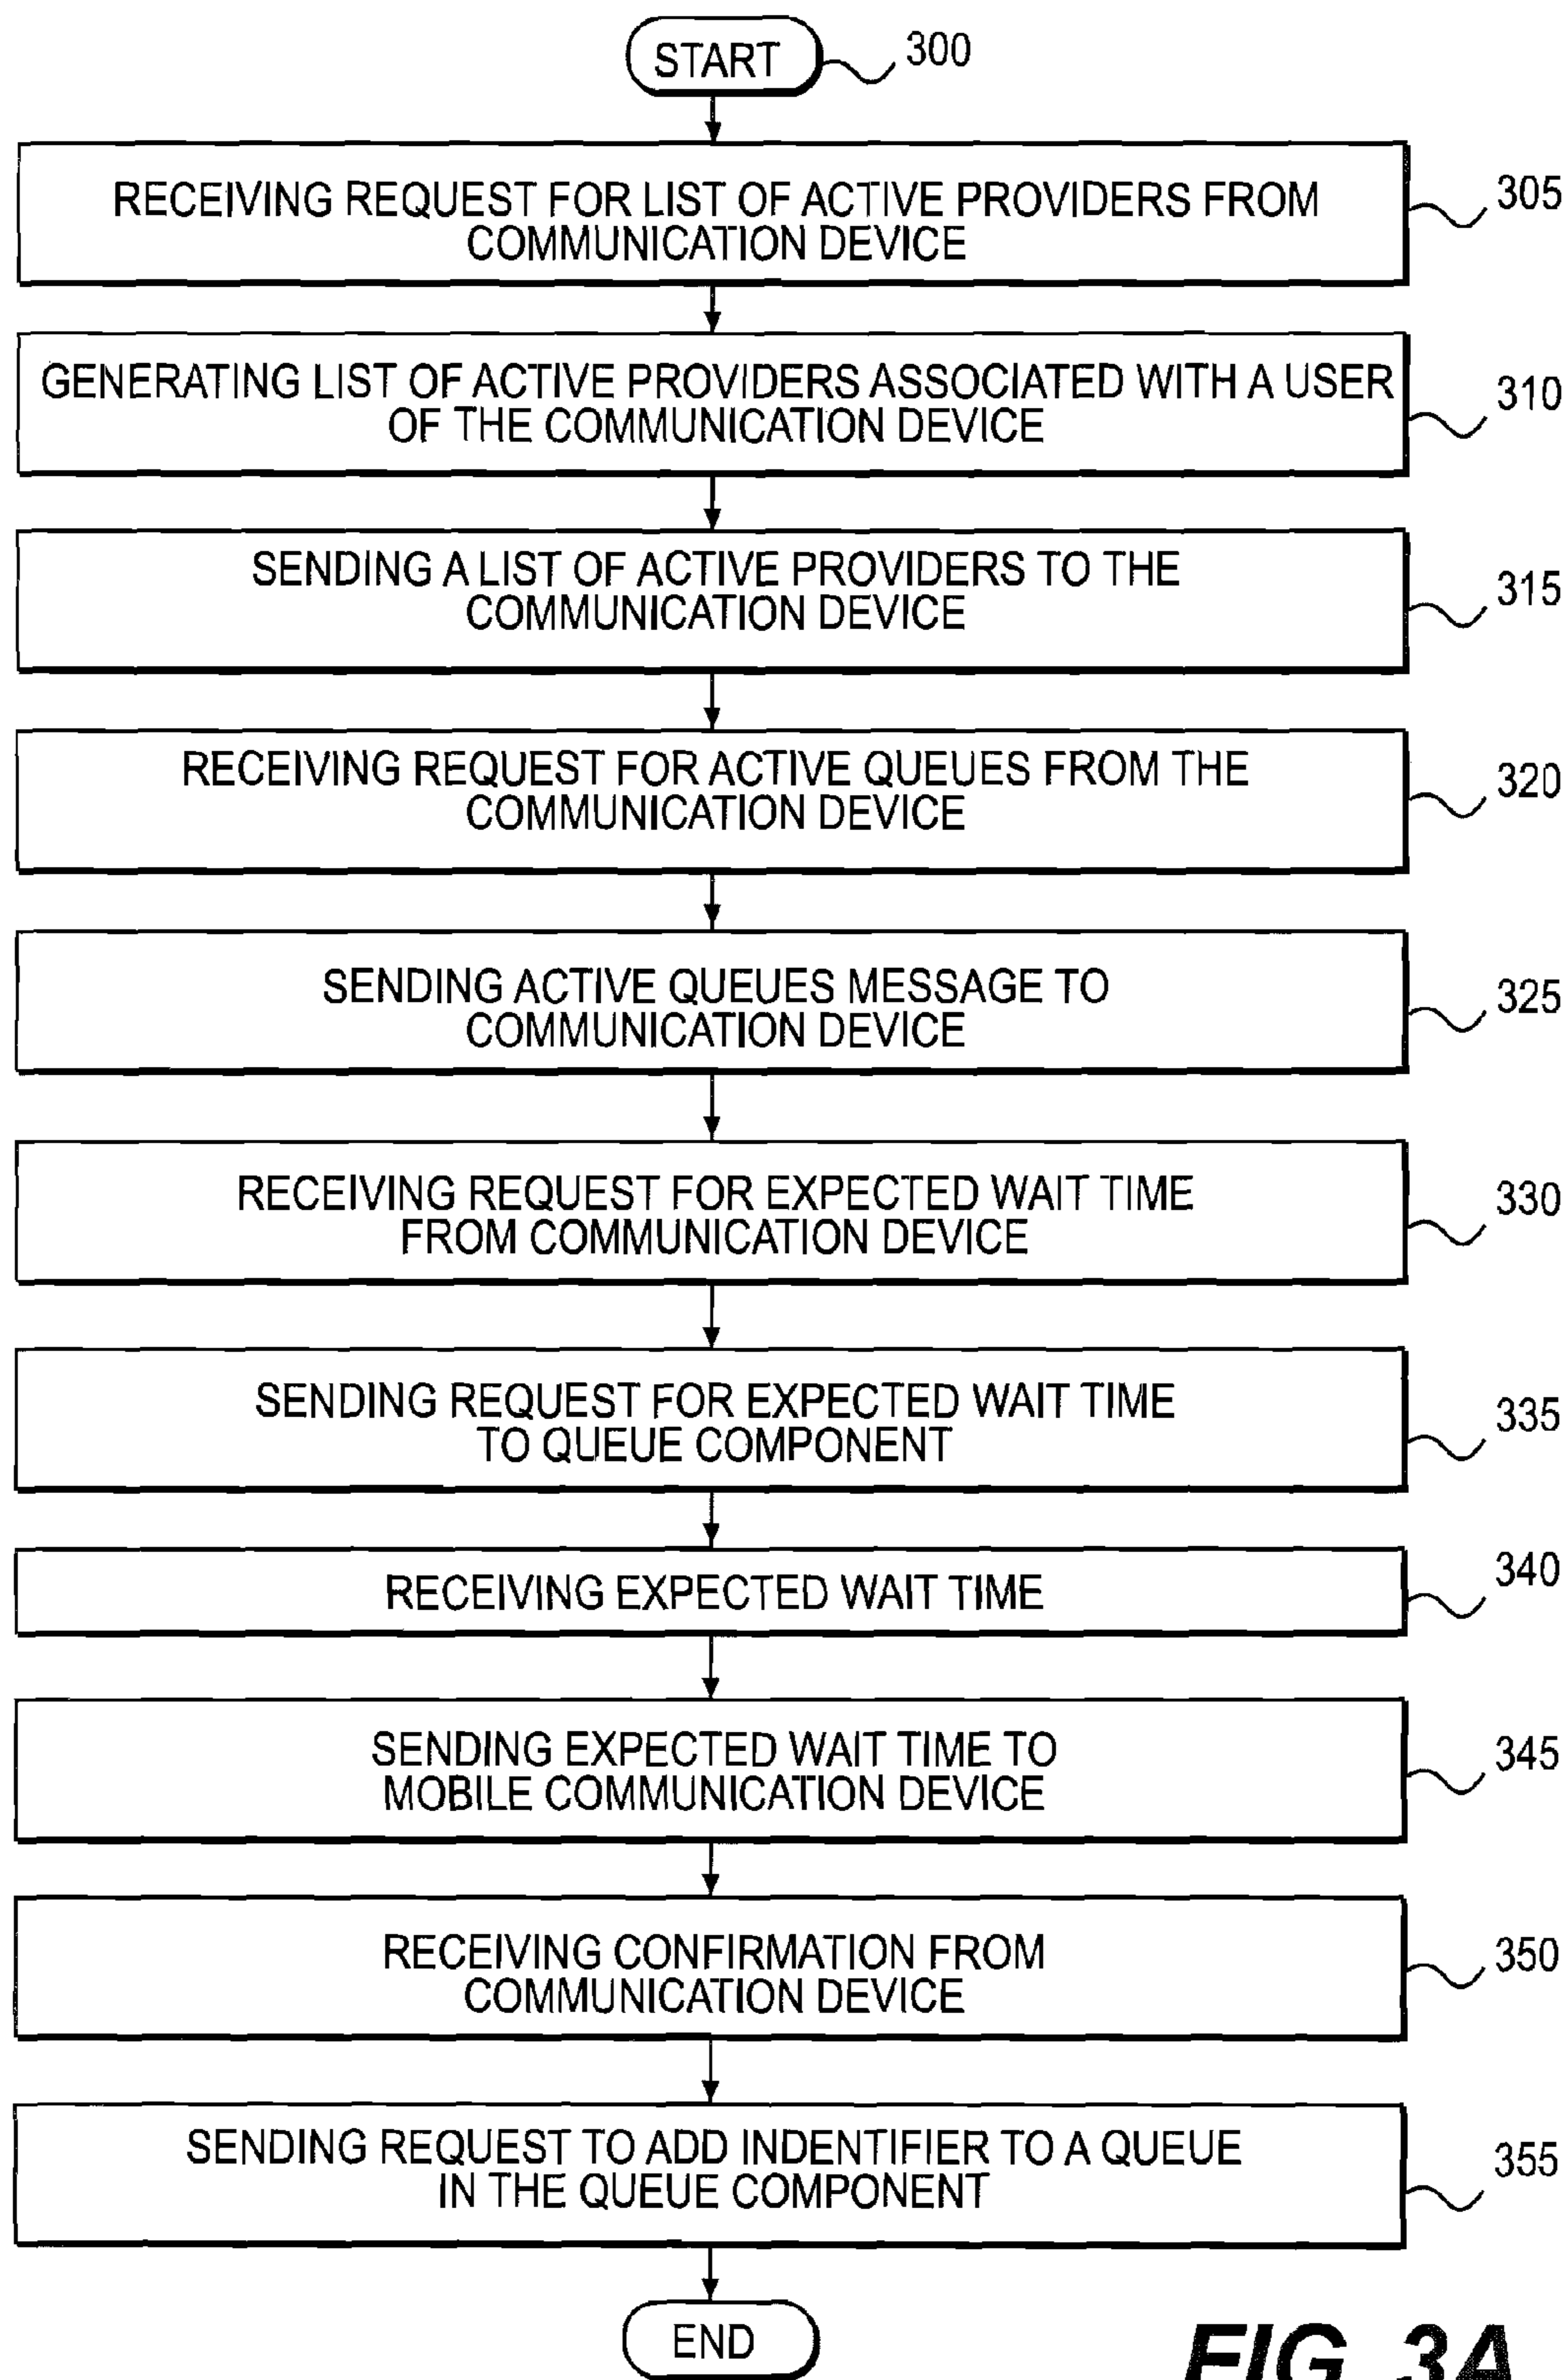 START
300
RECEIVING REQUEST FOR LIST OF ACTIVE PROVIDERS FROM
COMMUNICATION DEVICE
305
GENERATING LIST OF ACTIVE PROVIDERS ASSOCIATED WITH A USER
OF THE COMMUNICATION DEVICE
310
SENDING A LIST OF ACTIVE PROVIDERS TO THE
COMMUNICATION DEVICE
315
RECEIVING REQUEST FOR ACTIVE QUEUES FROM THE
COMMUNICATION DEVICE
320
SENDING ACTIVE QUEUES MESSAGE TO
COMMUNICATION DEVICE
325
RECEIVING REQUEST FOR EXPECTED WAIT TIME
FROM COMMUNICATION DEVICE
330
SENDING REQUEST FOR EXPECTED WAIT TIME
TO QUEUE COMPONENT
335
RECEIVING EXPECTED WAIT TIME
340
SENDING EXPECTED WAIT TIME TO
MOBILE COMMUNICATION DEVICE
345
RECEIVING CONFIRMATION FROM
COMMUNICATION DEVICE
350
SENDING REQUEST TO ADD INDENTIFIER TO A QUEUE
IN THE QUEUE COMPONENT
355
END
FIG. 3A